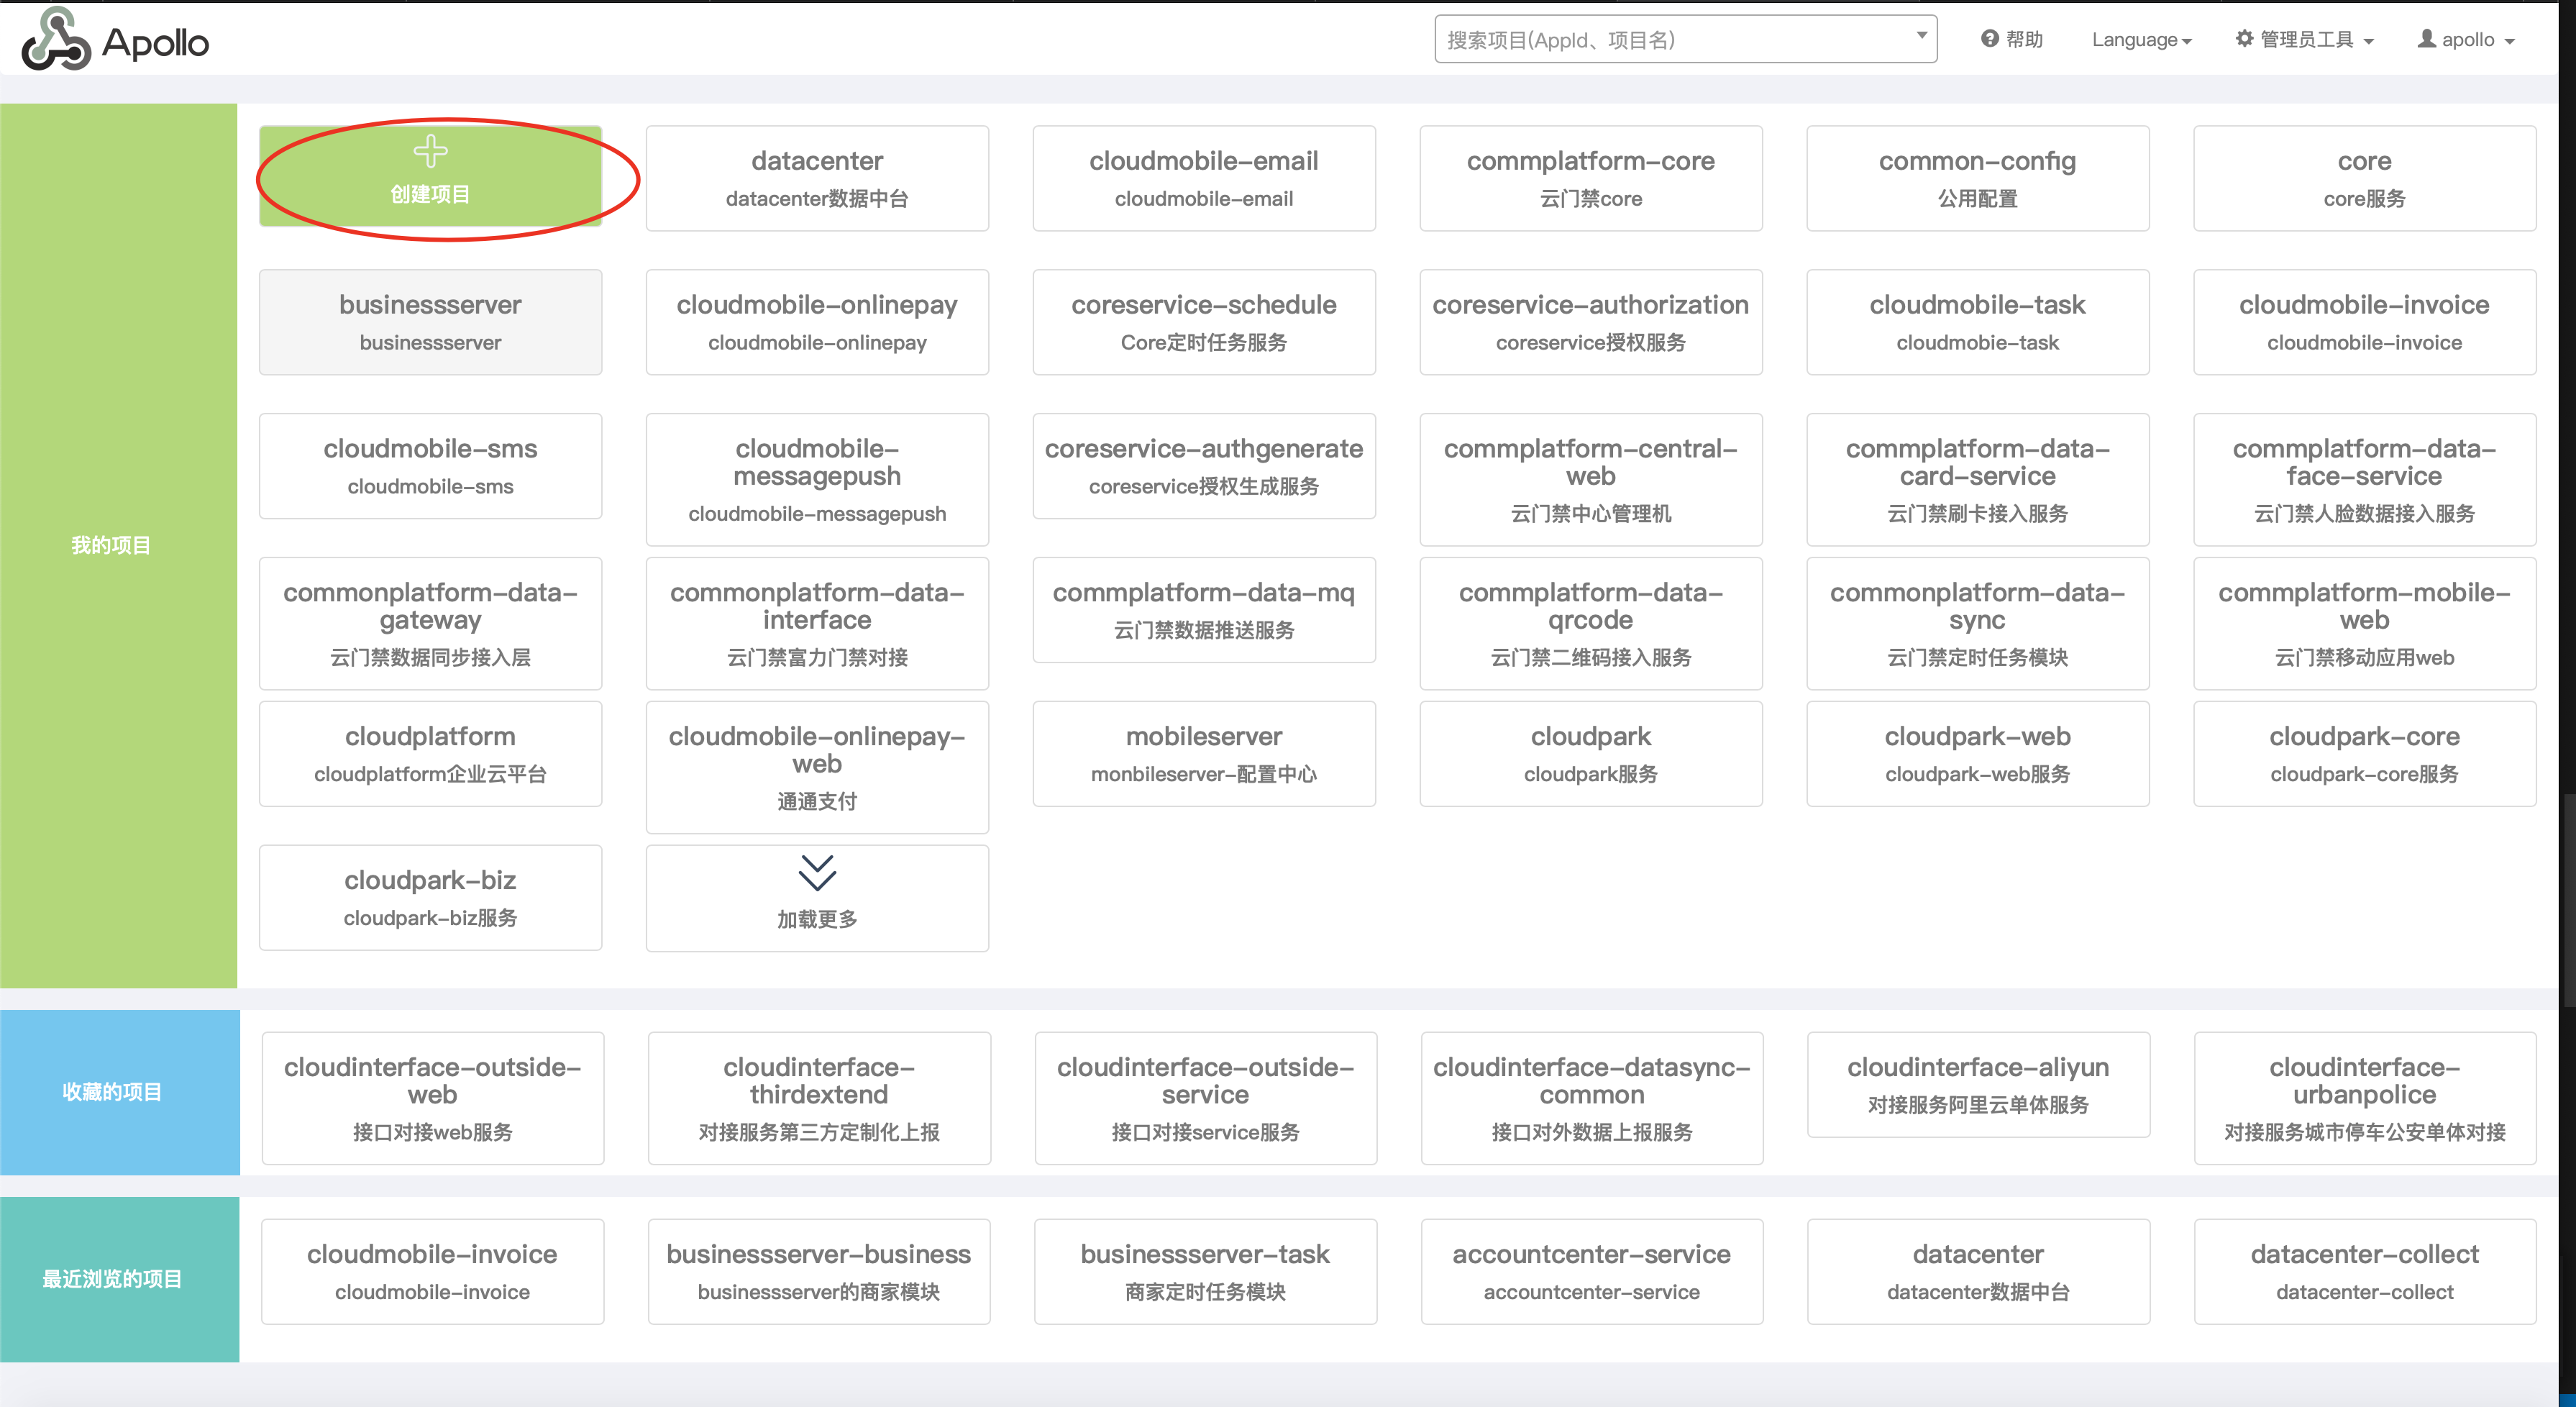 Apollo
搜索项目(AppId、项目名)
帮助
Language
管理员工具
apollo
我的项目
创建项目
datacenter
datacenter数据中台
cloudmobile-email
cloudmobile-email
commplatform-core
云门禁core
common-config
公用配置
core
core服务
businessserver
businessserver
cloudmobile-onlinepay
cloudmobile-onlinepay
coreservice-schedule
Core定时任务服务
coreservice-authorization
coreservice授权服务
cloudmobile-task
cloudmobie-task
cloudmobile-invoice
cloudmobile-invoice
cloudmobile-sms
cloudmobile-sms
cloudmobile-
messagepush
cloudmobile-messagepush
coreservice-authgenerate
coreservice授权生成服务
commplatform-central-
web
云门禁中心管理机
commplatform-data-
card-service
云门禁刷卡接入服务
commplatform-data-
face-service
云门禁人脸数据接入服务
commonplatform-data-
gateway
云门禁数据同步接入层
commonplatform-data-
interface
云门禁富力门禁对接
commplatform-data-mq
云门禁数据推送服务
commplatform-data-
qrcode
云门禁二维码接入服务
commonplatform-data-
sync
云门禁定时任务模块
commplatform-mobile-
web
云门禁移动应用web
cloudplatform
cloudplatform企业云平台
cloudmobile-onlinepay-
web
通通支付
mobileserver
monbileserver-配置中心
cloudpark
cloudpark服务
cloudpark-web
cloudpark-web服务
cloudpark-core
cloudpark-core服务
cloudpark-biz
cloudpark-biz服务
加载更多
收藏的项目
cloudinterface-outside-
web
接口对接web服务
cloudinterface-
thirdextend
对接服务第三方定制化上报
cloudinterface-outside-
service
接口对接service服务
cloudinterface-datasync-
common
接口对外数据上报服务
cloudinterface-aliyun
对接服务阿里云单体服务
cloudinterface-
urbanpolice
对接服务城市停车公安单体对接
最近浏览的项目
cloudmobile-invoice
cloudmobile-invoice
businessserver-business
businessserver的商家模块
businessserver-task
商家定时任务模块
accountcenter-service
accountcenter-service
datacenter
datacenter数据中台
datacenter-collect
datacenter-collect